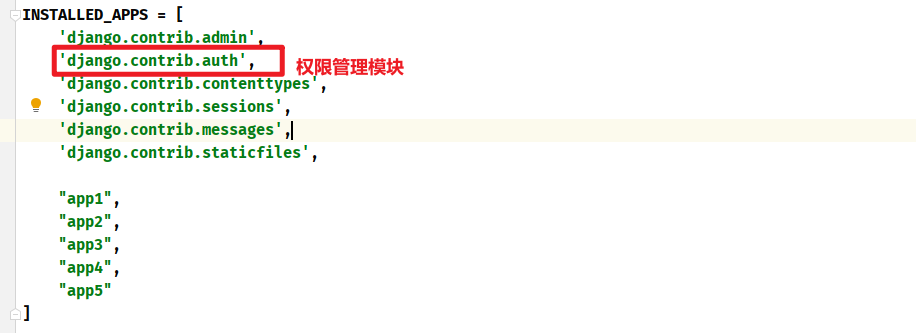 INSTALLED_APPS = [
'django.contrib.admin',
'django.contrib.auth', 权限管理模块
'django.contrib.contenttypes',
'django.contrib.sessions',
'django.contrib.messages',
'django.contrib.staticfiles',
"app1",
"app2",
"app3",
"app4",
"app5"
]